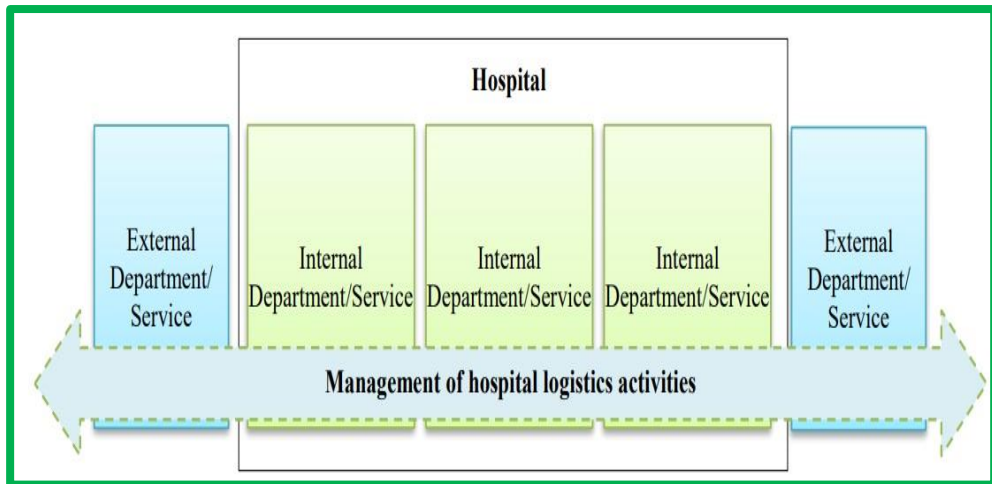 Hospital
External
Department/
Service
Internal
Department/Service
Internal
Department/Service
Internal
Department/Service
External
Department/
Service
Management of hospital logistics activities